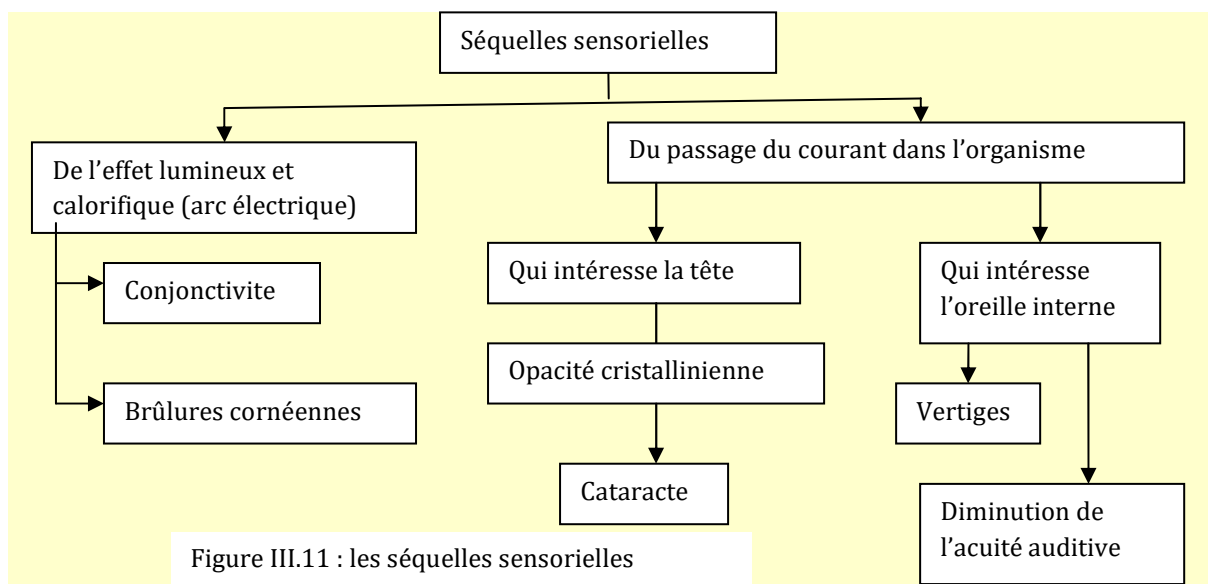 Séquelles sensorielles
De l’effet lumineux et
calorifique (arc électrique)
Du passage du courant dans l’organisme
Conjonctivite
Brûlures cornéennes
Qui intéresse la tête
Opacité cristallinienne
Cataracte
Qui intéresse
l’oreille interne
Vertiges
Diminution de
l’acuité auditive
Figure III.11 : les séquelles sensorielles